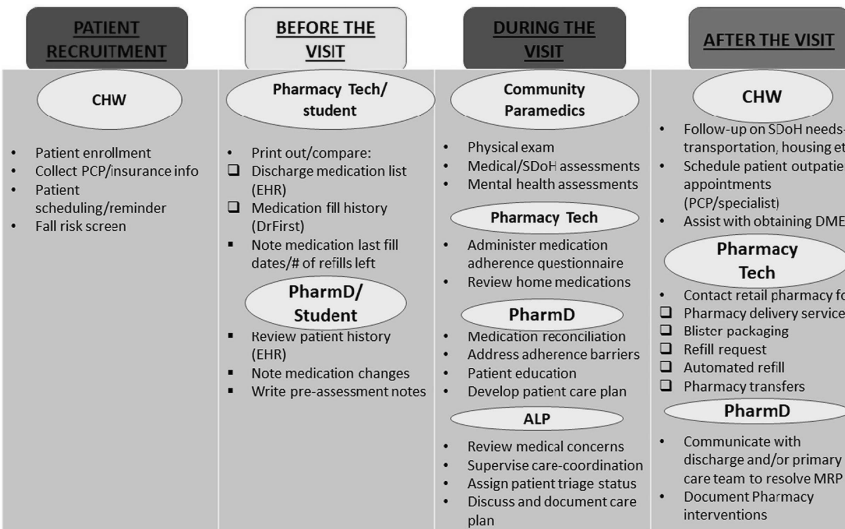 PATIENT
RECRUITMENT
CHW
• Patient enrollment
• Collect PCP/insurance info
• Patient
scheduling/reminder
• Fall risk screen
BEFORE THE
VISIT
Pharmacy Tech/
student
• Print out/compare:
❑ Discharge medication list
(EHR)
❑ Medication fill history
(DrFirst)
▪ Note medication last fill
dates/# of refills left
PharmD/
Student
▪ Review patient history
(EHR)
▪ Note medication changes
▪ Write pre-assessment notes
DURING THE
VISIT
Community
Paramedics
• Physical exam
• Medical/SDoH assessments
• Mental health assessments
Pharmacy Tech
• Administer medication
adherence questionnaire
• Review home medications
PharmD
• Medication reconciliation
• Address adherence barriers
• Patient education
• Develop patient care plan
ALP
• Review medical concerns
• Supervise care-coordination
• Assign patient triage status
• Discuss and document care
plan
AFTER THE VISIT
CHW
• Follow-up on SDoH needs-
transportation, housing et
• Schedule patient outpatie
appointments
(PCP/specialist)
• Assist with obtaining DME
Pharmacy
Tech
• Contact retail pharmacy fo
❑ Pharmacy delivery service
❑ Blister packaging
❑ Refill request
❑ Automated refill
❑ Pharmacy transfers
PharmD
• Communicate with
discharge and/or primary
care team to resolve MRP
• Document Pharmacy
interventions